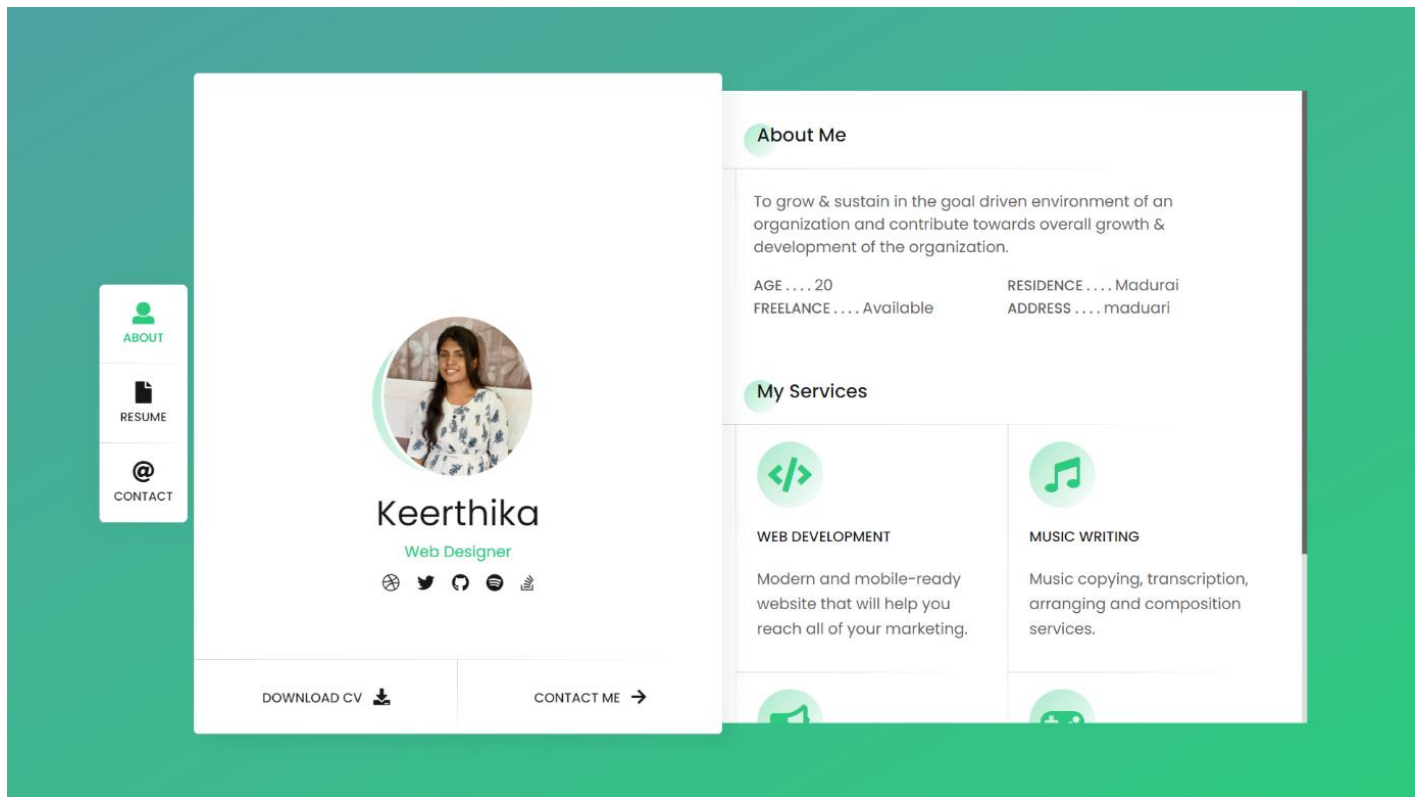 ABOUT
RESUME
@
CONTACT
Keerthika
Web Designer
DOWNLOAD CV
CONTACT ME
About Me
To grow & sustain in the goal driven environment of an
organization and contribute towards overall growth &
development of the organization.
AGE . . . . 20
RESIDENCE . . . . Madurai
FREELANCE . . . . Available
ADDRESS . . . . maduari
My Services
</>
WEB DEVELOPMENT
Modern and mobile-ready
website that will help you
reach all of your marketing.
MUSIC WRITING
Music copying, transcription,
arranging and composition
services.